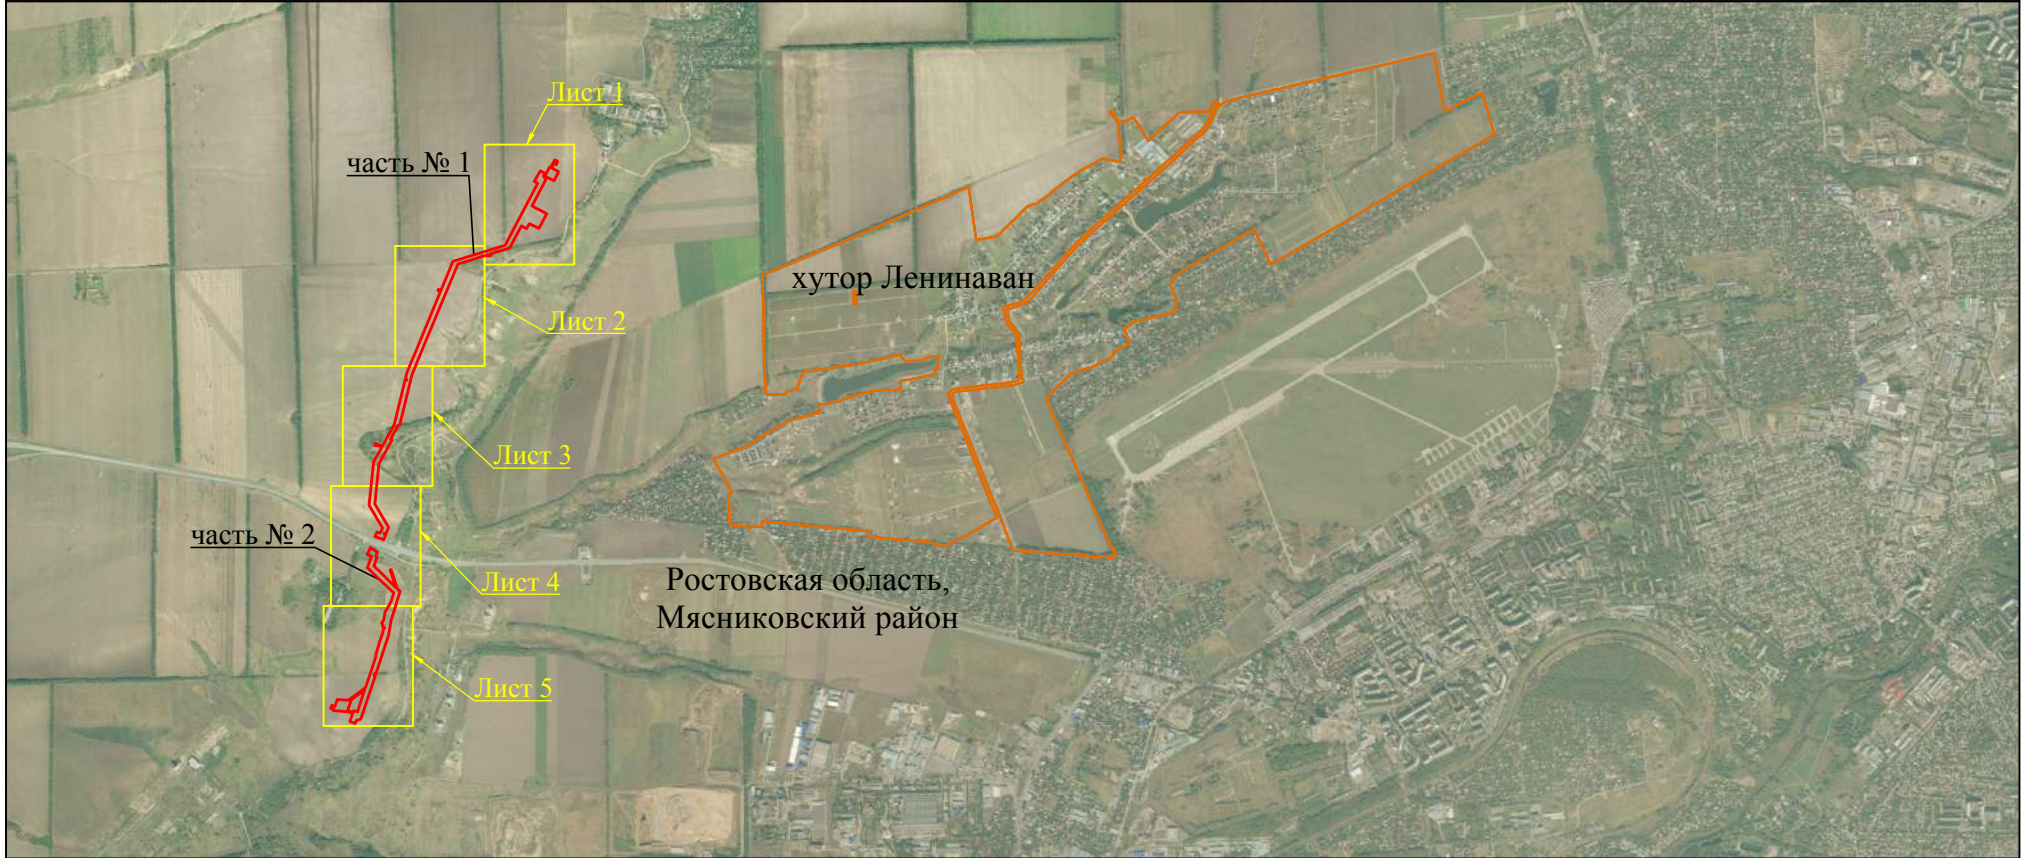 Лист 1
часть № 1
хутор Ленинаван
Лист 2
Лист 3
часть № 2
Лист 4
Ростовская область,
Мясниковский район
Лист 5